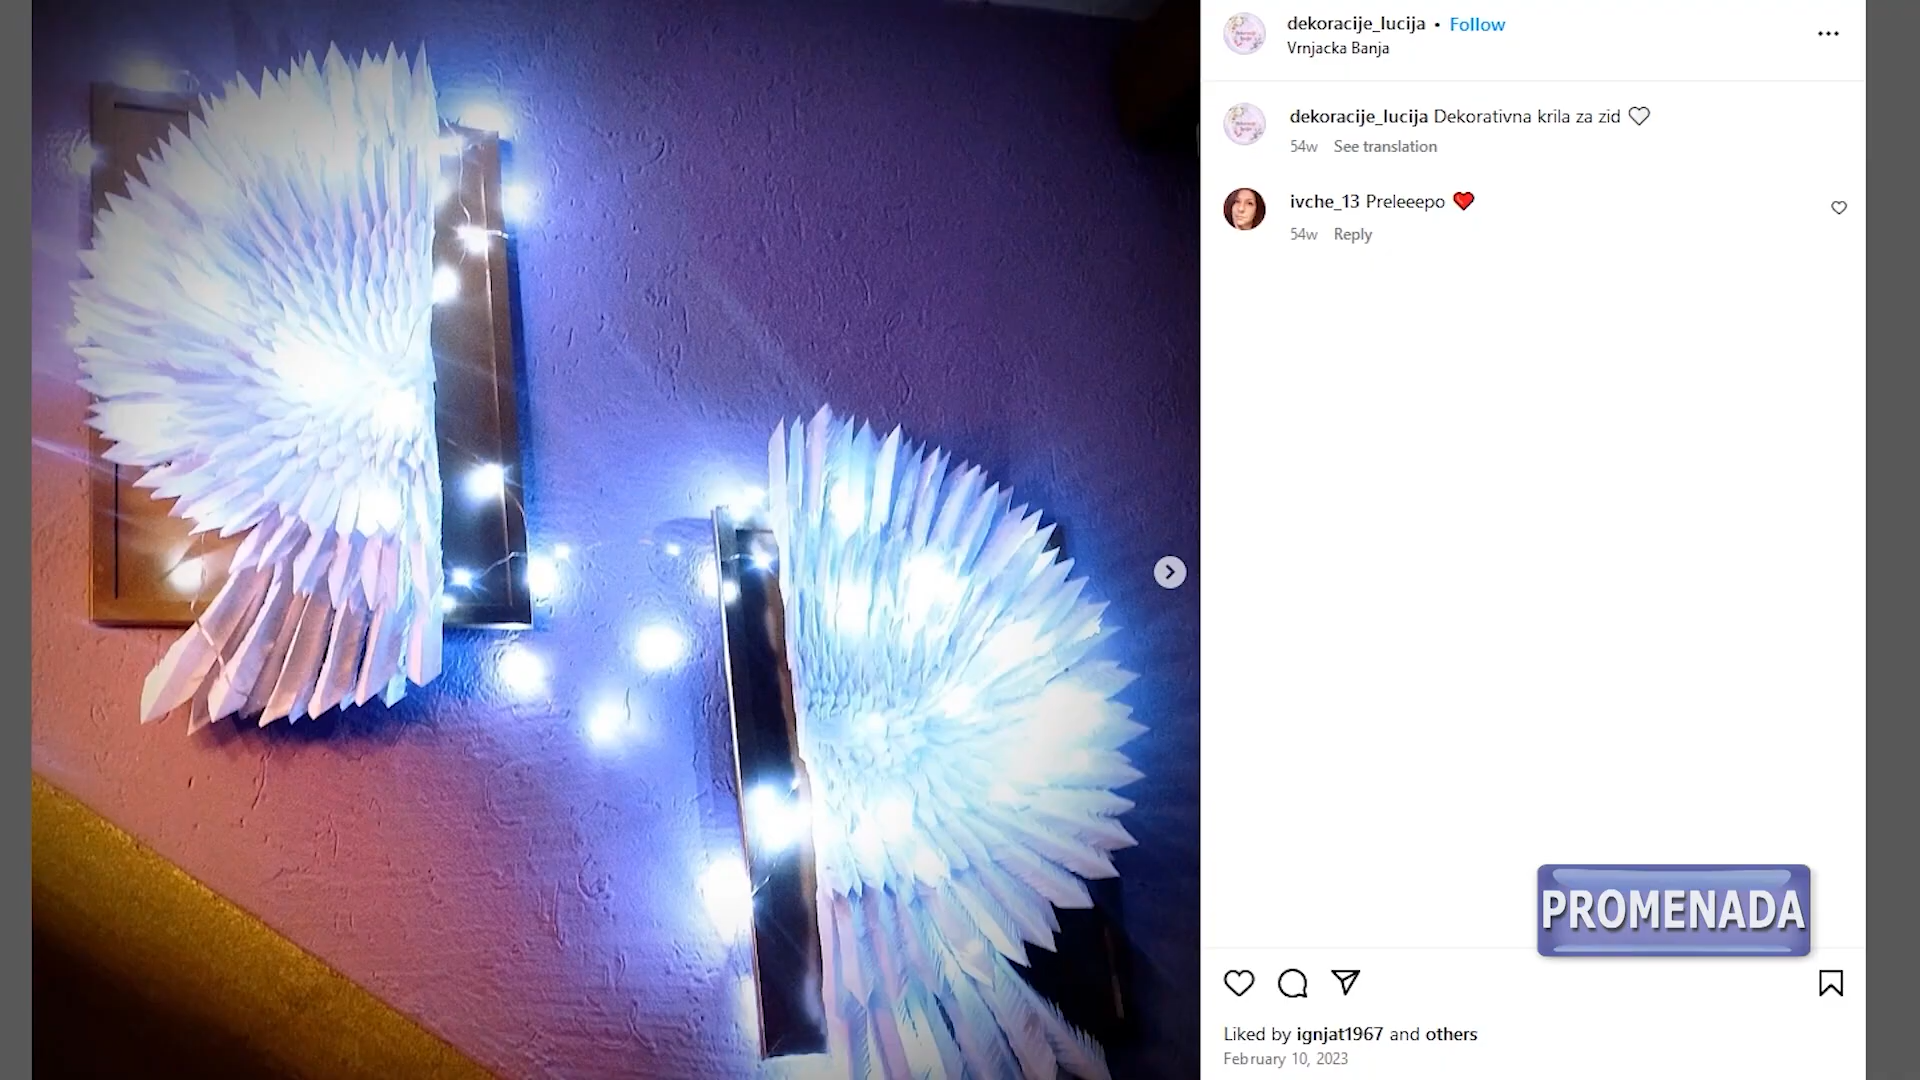 dekoracije_lucija • Follow
Vrnjacka Banja
dekoracije_lucija Dekorativna krila za zid
54w See translation
ivche_13 Preleeepo ❤️
54w Reply
PROMENADA
Liked by ignjat1967 and others
February 10, 2023